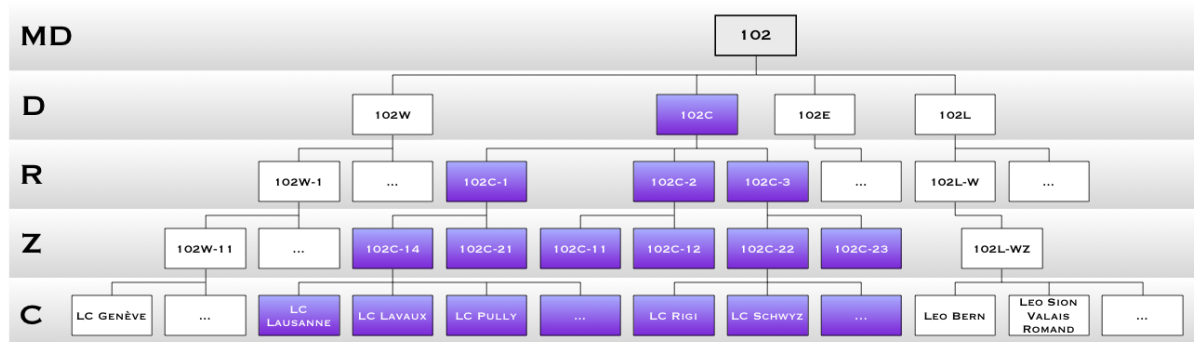 MD
102
D
102W
102C
102E
102L
R
102W-1
...
102C-1
102C-2
102C-3
...
102L-W
...
Z
102W-11
...
102C-14
102C-21
102C-11
102C-12
102C-22
102C-23
102L-WZ
C
LC Genève
...
LC
Lausanne
LC Lavaux
LC Pully
...
LC Rigi
LC Schwyz
...
Leo Bern
Leo Sion
Valais
Romand
...